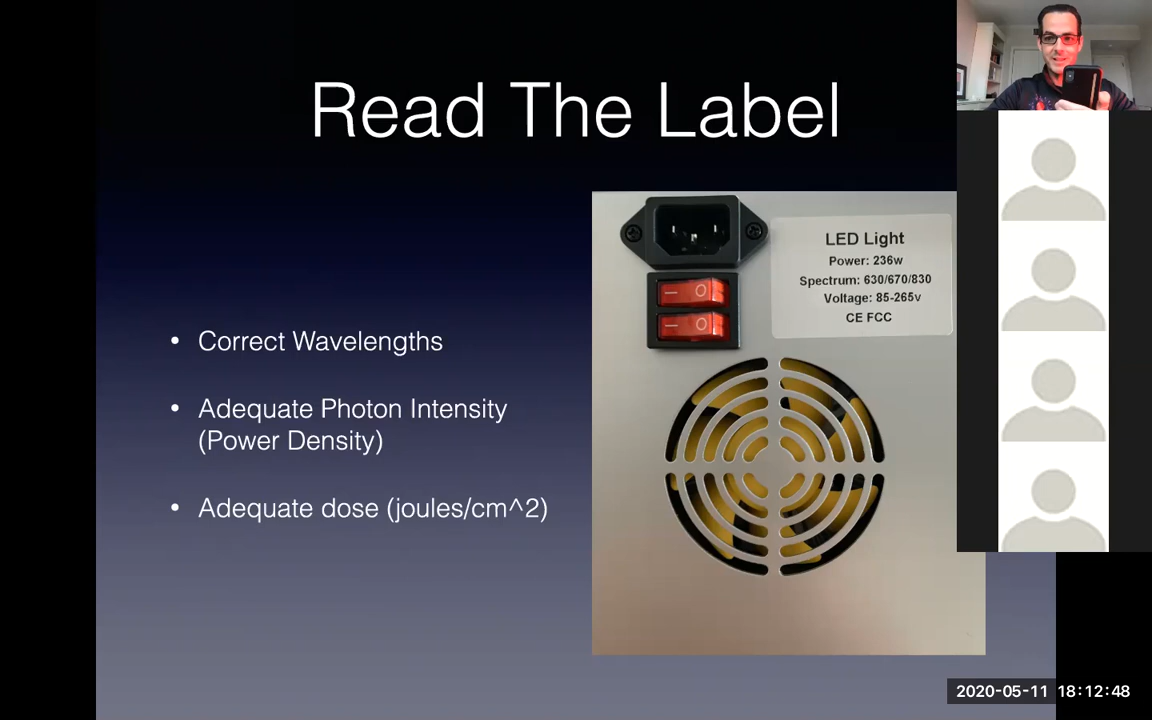 Read The Label
• Correct Wavelengths
• Adequate Photon Intensity
(Power Density)
• Adequate dose (joules/cm^2)
LED Light
Power: 236w
Spectrum: 630/670/830
Voltage: 85-265v
CE FCC
2020-05-11 18:12:48